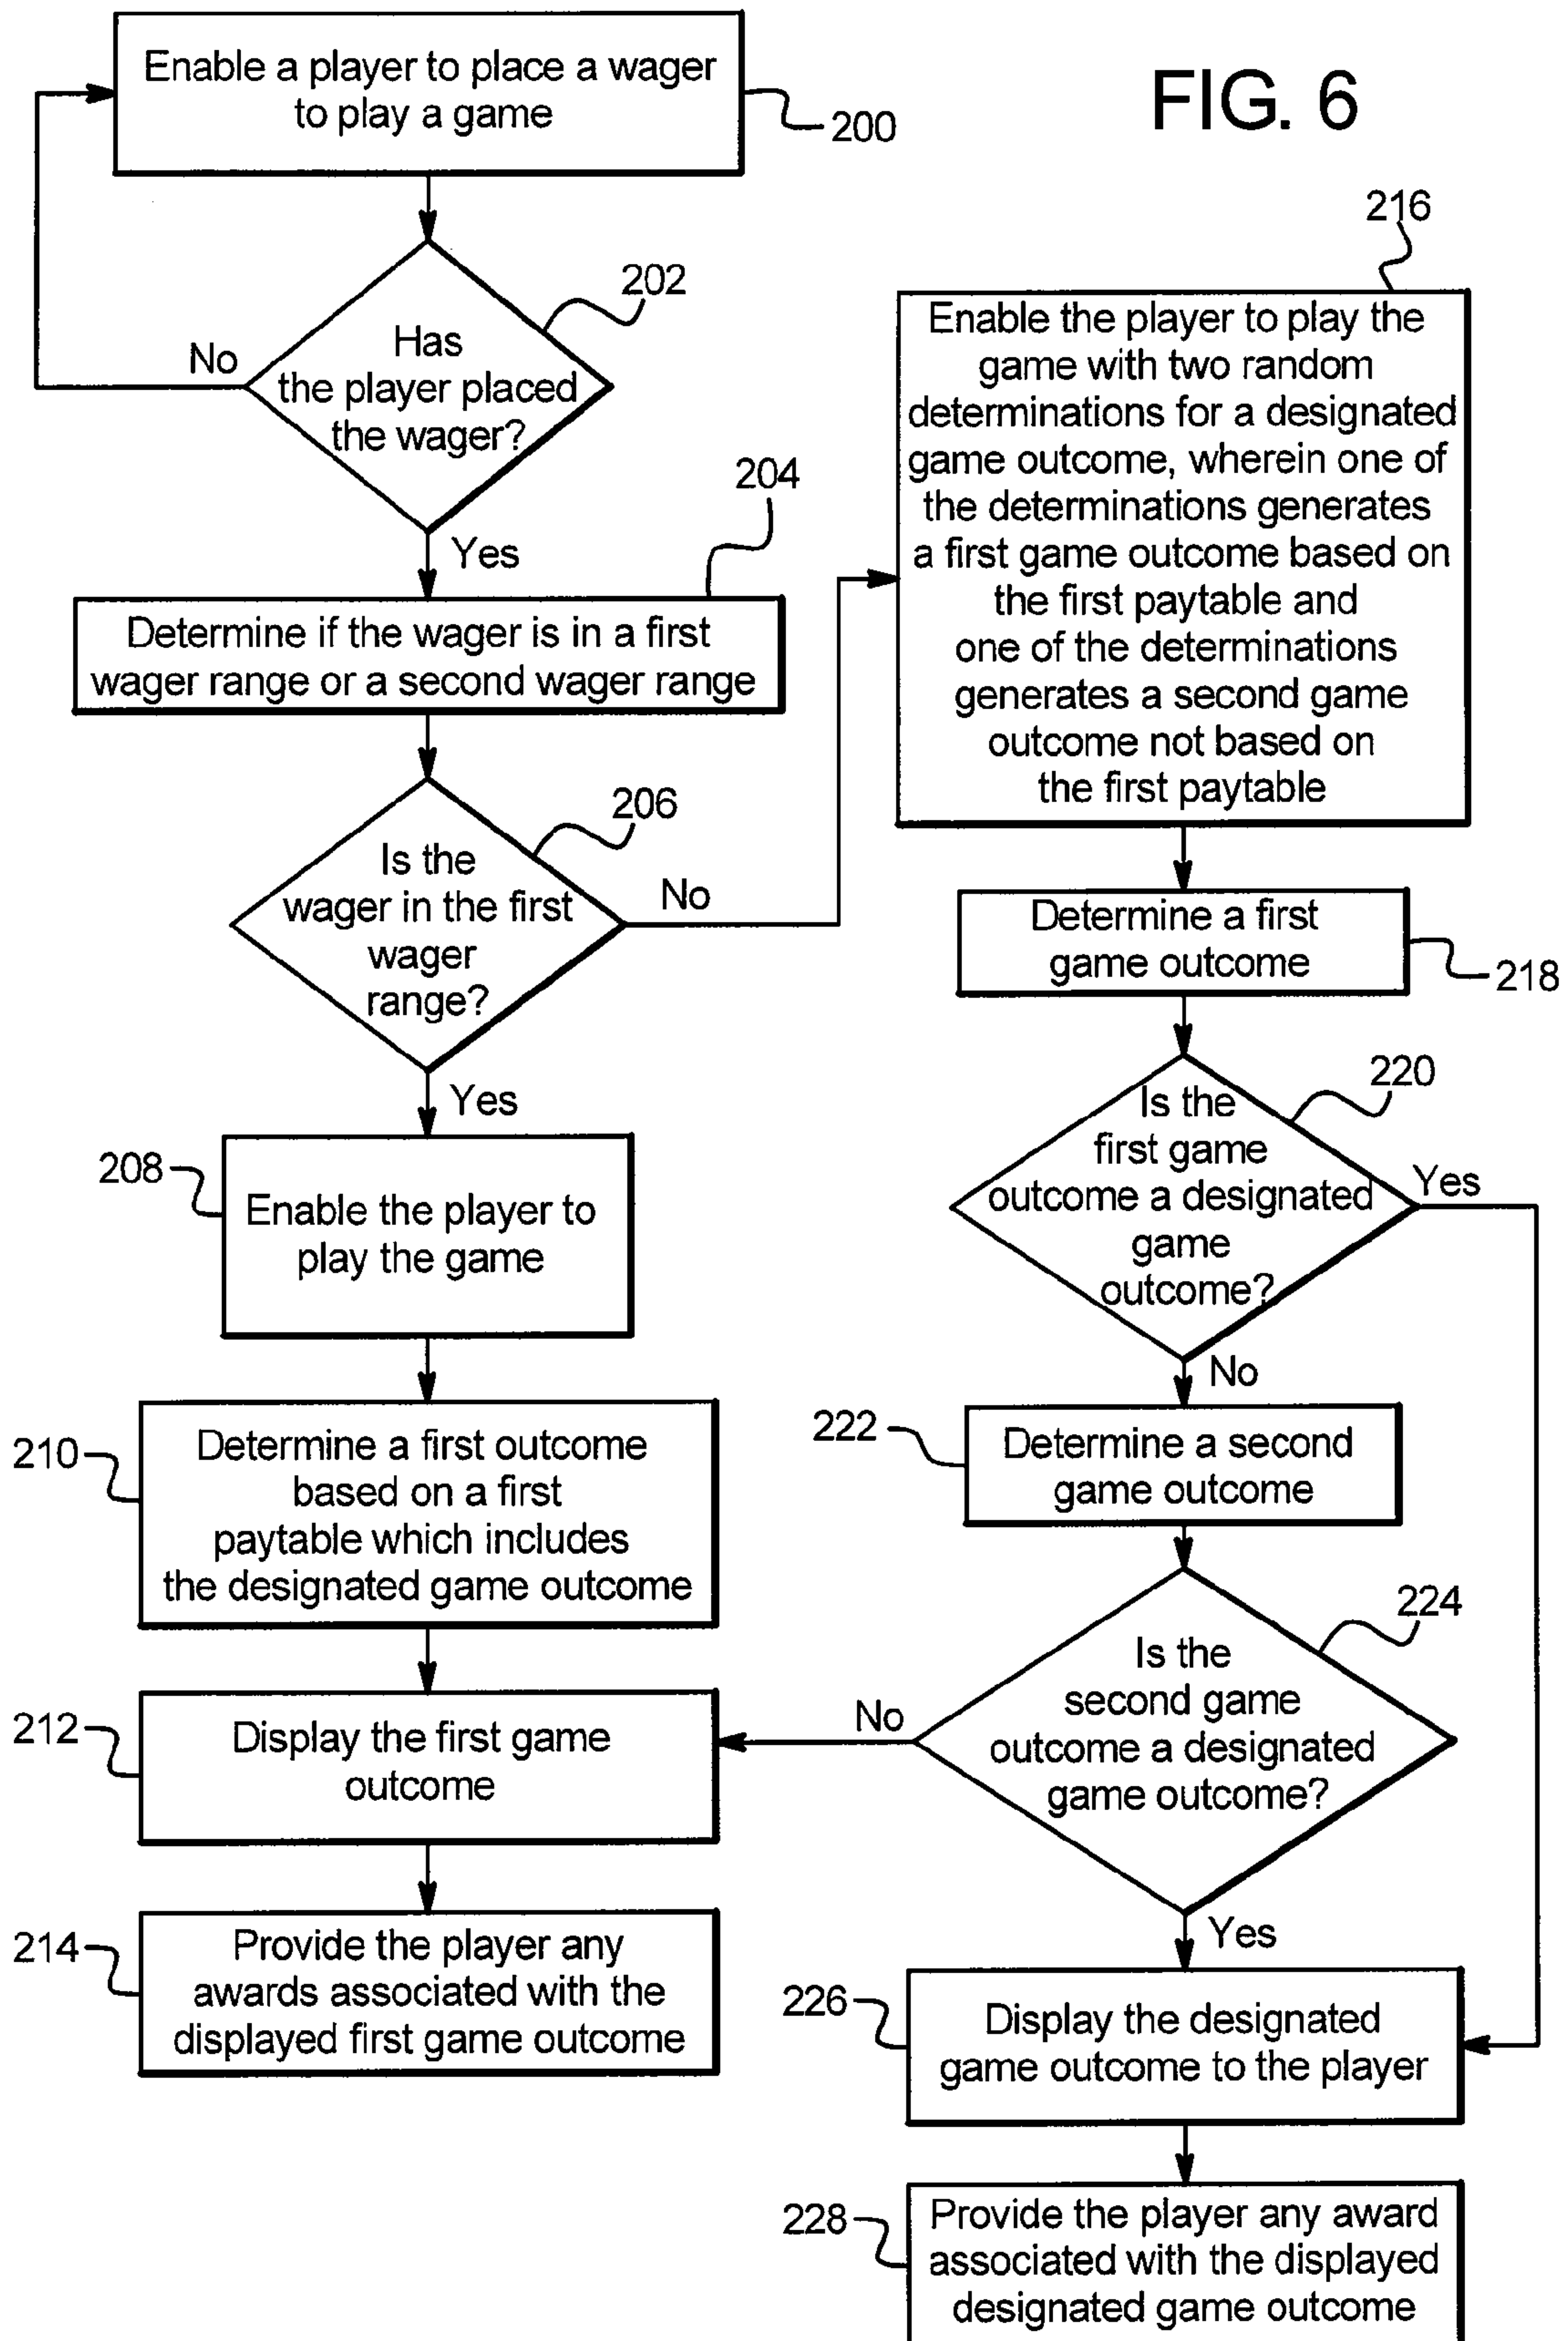 FIG. 6
Enable a player to place a wager
to play a game
200
202
Has
the player placed
the wager?
No
Yes
204
Determine if the wager is in a first
wager range or a second wager range
206
Is the
wager in the first
wager
range?
No
Yes
208
Enable the player to
play the game
210
Determine a first outcome
based on a first
paytable which includes
the designated game outcome
212
Display the first game
outcome
214
Provide the player any
awards associated with the
displayed first game outcome
216
Enable the player to play the
game with two random
determinations for a designated
game outcome, wherein one of
the determinations generates
a first game outcome based on
the first paytable and
one of the determinations
generates a second game
outcome not based on
the first paytable
Determine a first
game outcome
218
220
Is the
first game
outcome a designated
game
outcome?
Yes
No
222
Determine a second
game outcome
224
Is the
second game
outcome a designated
game outcome?
No
Yes
226
Display the designated
game outcome to the player
228
Provide the player any award
associated with the displayed
designated game outcome